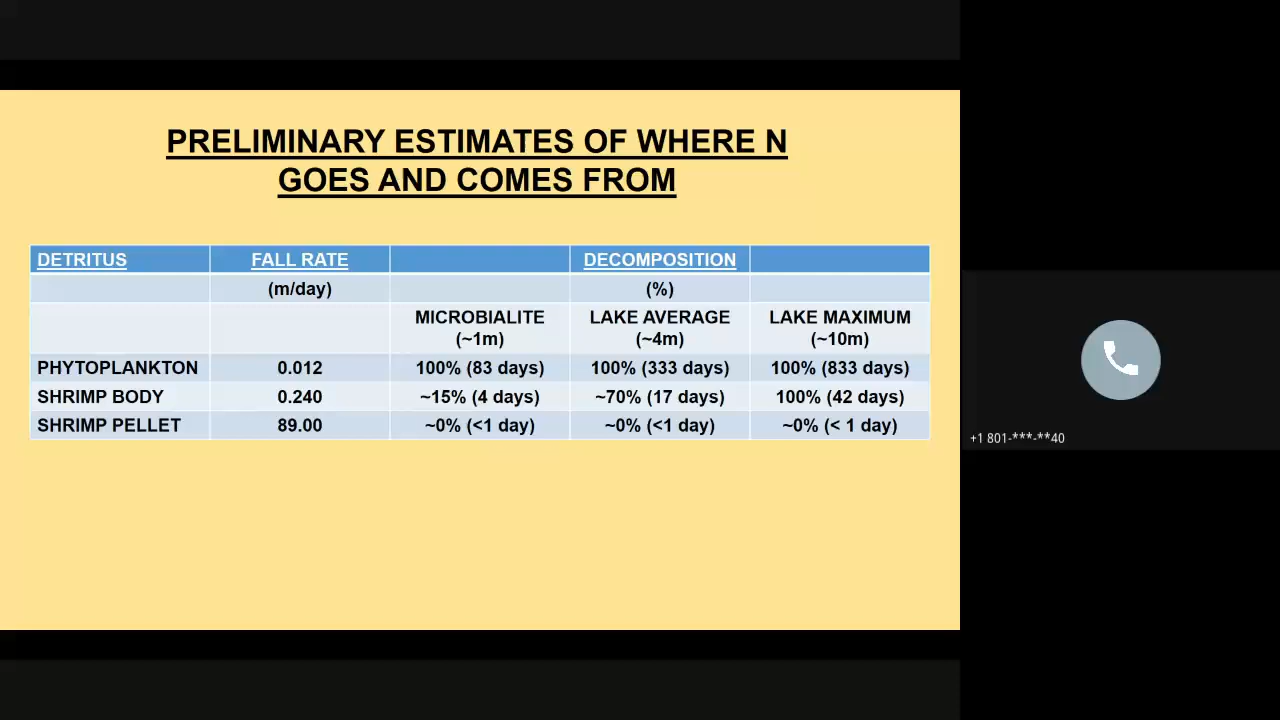 PRELIMINARY ESTIMATES OF WHERE N
GOES AND COMES FROM
DETRITUS FALL RATE DECOMPOSITION
(m/day) (%)
MICROBIALITE LAKE AVERAGE LAKE MAXIMUM
(~1m) (~4m) (~10m)
PHYTOPLANKTON 0.012 100% (83 days) 100% (333 days) 100% (833 days)
SHRIMP BODY 0.240 ~15% (4 days) ~70% (17 days) 100% (42 days)
SHRIMP PELLET 89.00 ~0% (<1 day) ~0% (<1 day) ~0% (< 1 day)
+1 801-***-**40